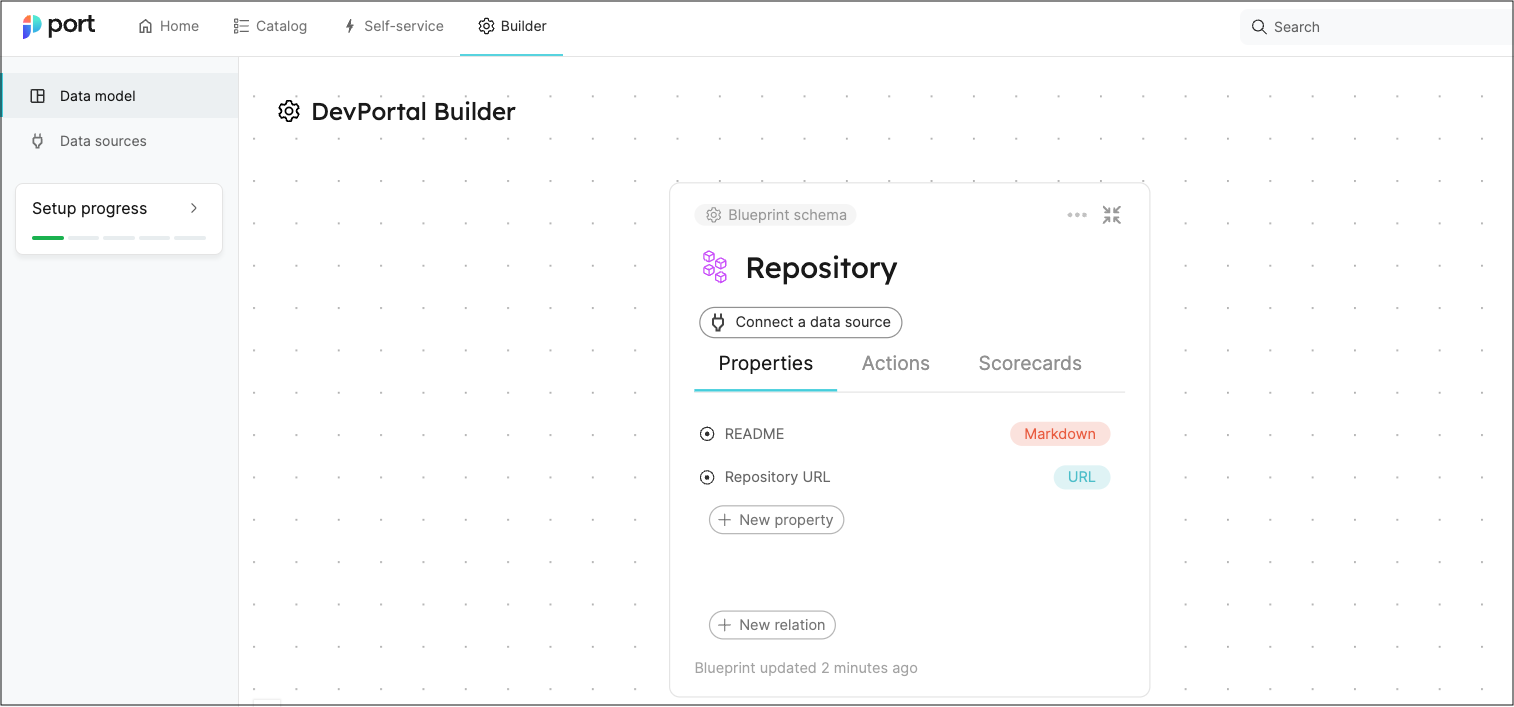 port
Home
Catalog
Self-service
Builder
Search
Data model
Data sources
Setup progress
DevPortal Builder
Blueprint schema
Repository
Connect a data source
Properties Actions Scorecards
README Markdown
Repository URL URL
+ New property
+ New relation
Blueprint updated 2 minutes ago